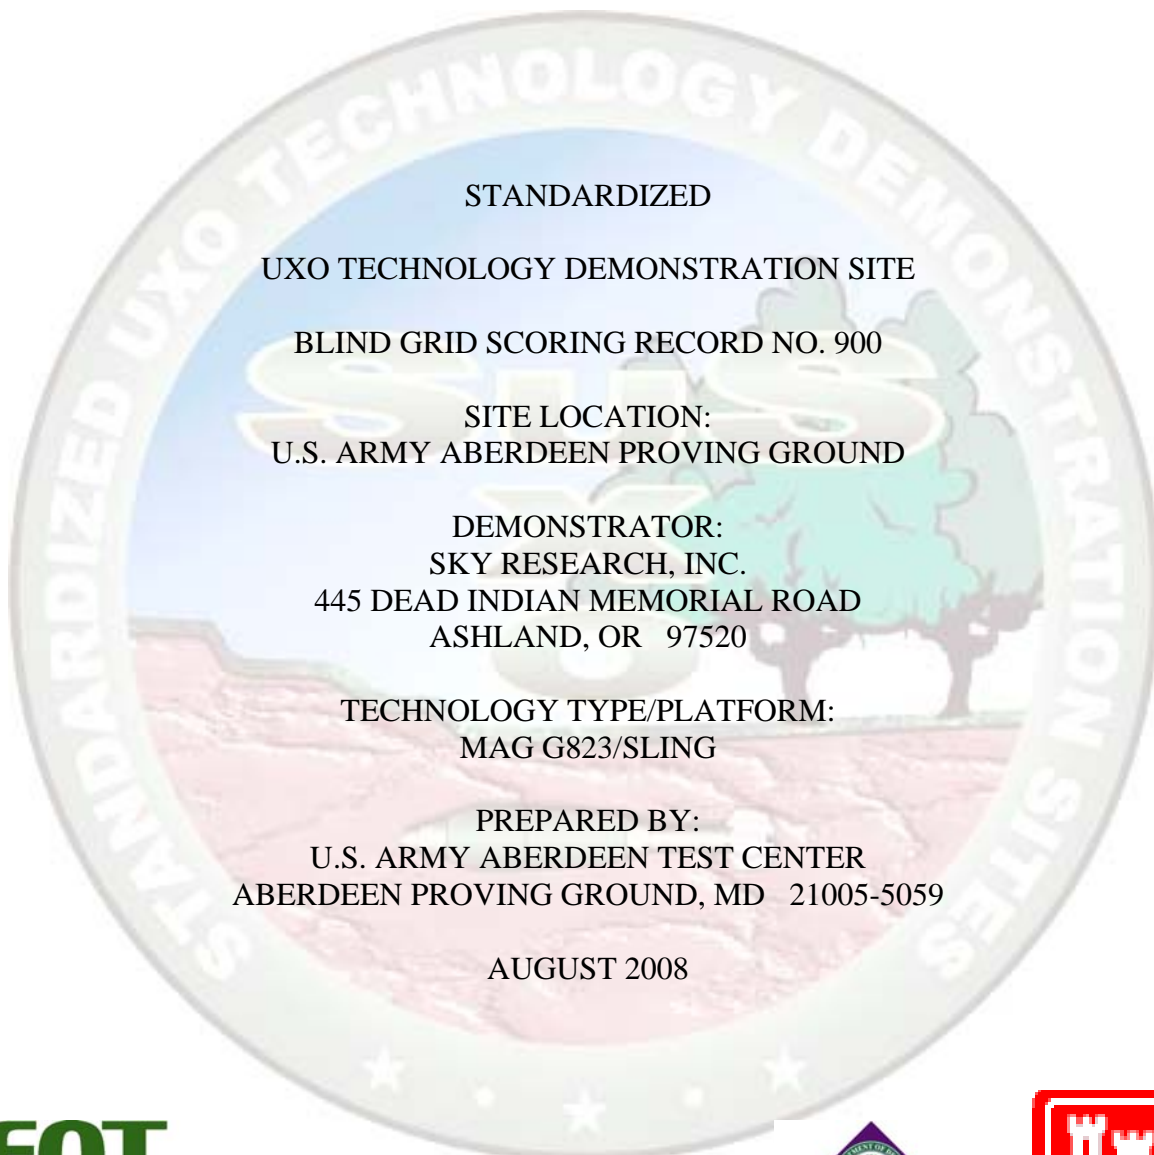 STANDARDIZED UXO TECHNOLOGY DEMONSTRATION SITES
SUS
XO
STANDARDIZED
UXO TECHNOLOGY DEMONSTRATION SITE
BLIND GRID SCORING RECORD NO. 900
SITE LOCATION:
U.S. ARMY ABERDEEN PROVING GROUND
DEMONSTRATOR:
SKY RESEARCH, INC.
445 DEAD INDIAN MEMORIAL ROAD
ASHLAND, OR 97520
TECHNOLOGY TYPE/PLATFORM:
MAG G823/SLING
PREPARED BY:
U.S. ARMY ABERDEEN TEST CENTER
ABERDEEN PROVING GROUND, MD 21005-5059
AUGUST 2008